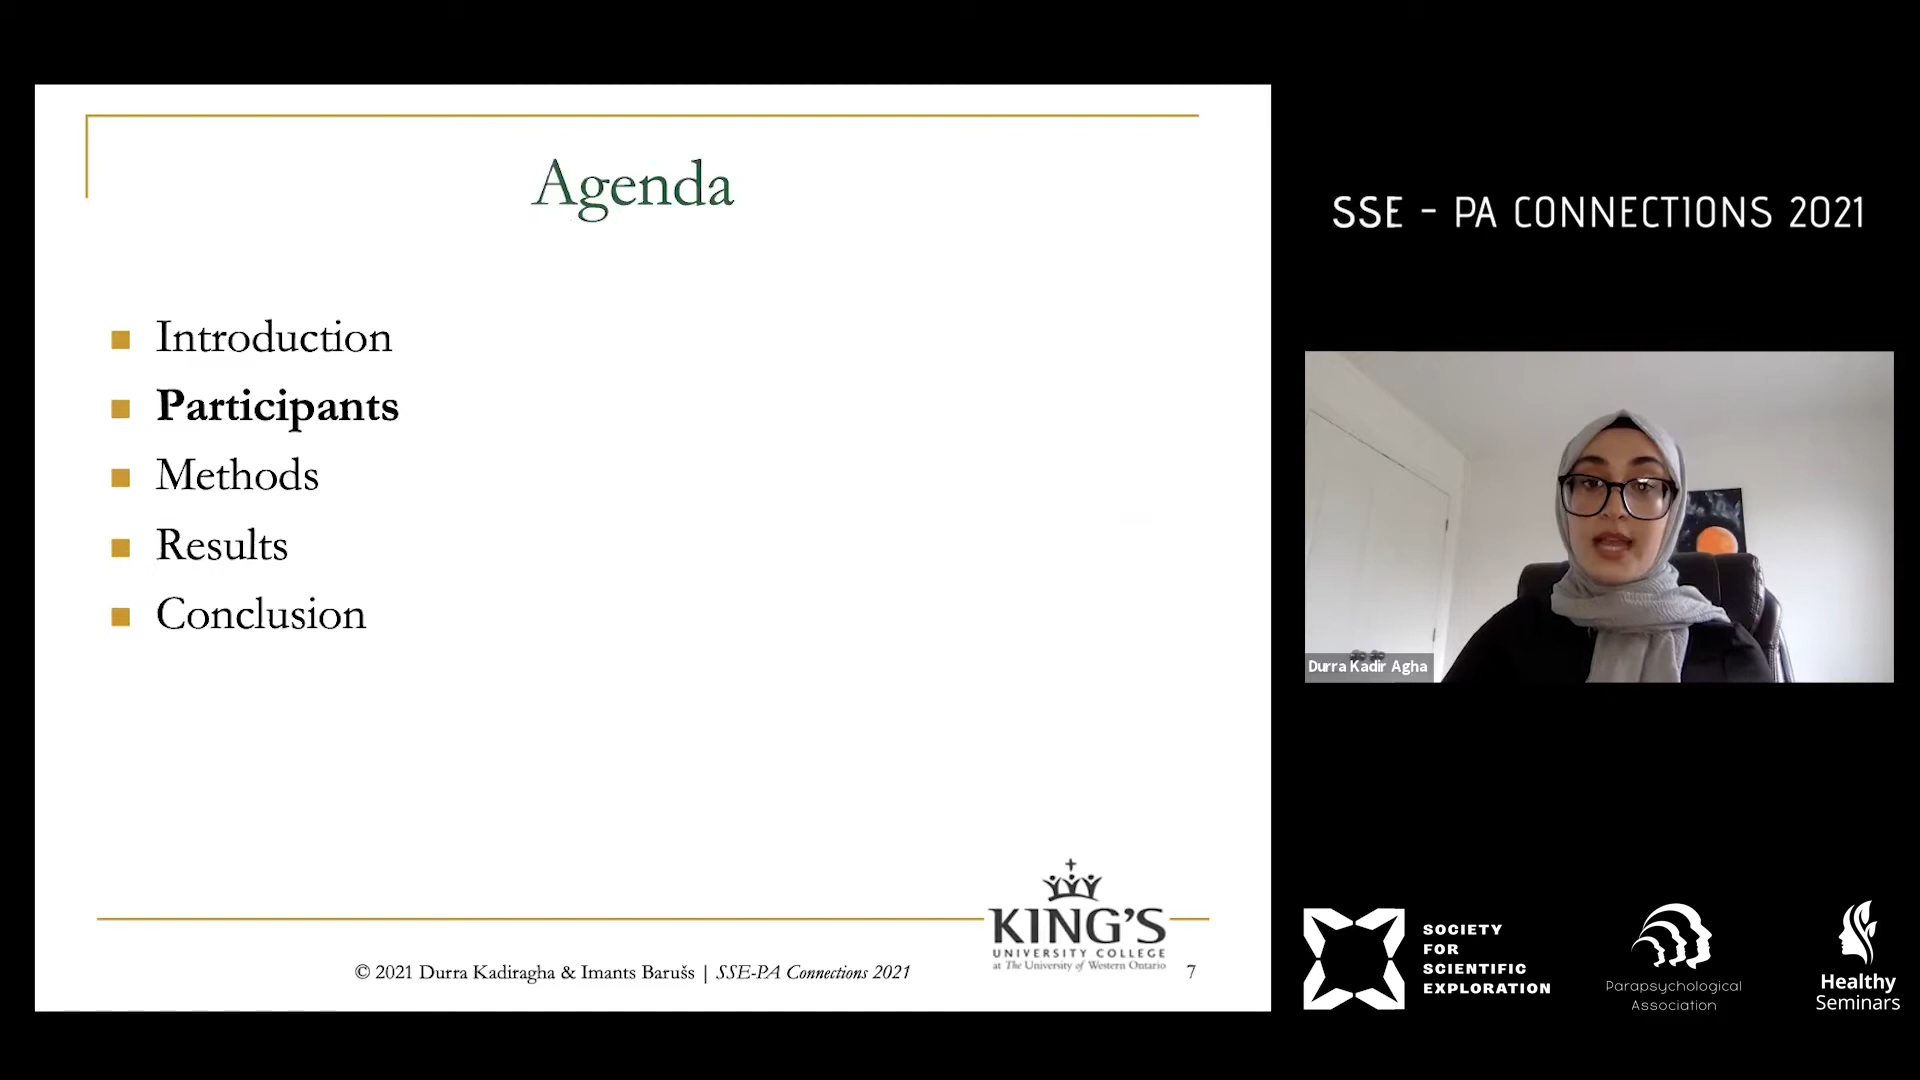 Agenda
Introduction
Participants
Methods
Results
Conclusion
KING'S
UNIVERSITY COLLEGE
at The University of Western Ontario
© 2021 Durra Kadiragha & Imants Barušs | SSE-PA Connections 2021
7
SSE - PA CONNECTIONS 2021
Durra Kadir Agha
SOCIETY
FOR
SCIENTIFIC
EXPLORATION
Parapsychological
Association
Healthy
Seminars